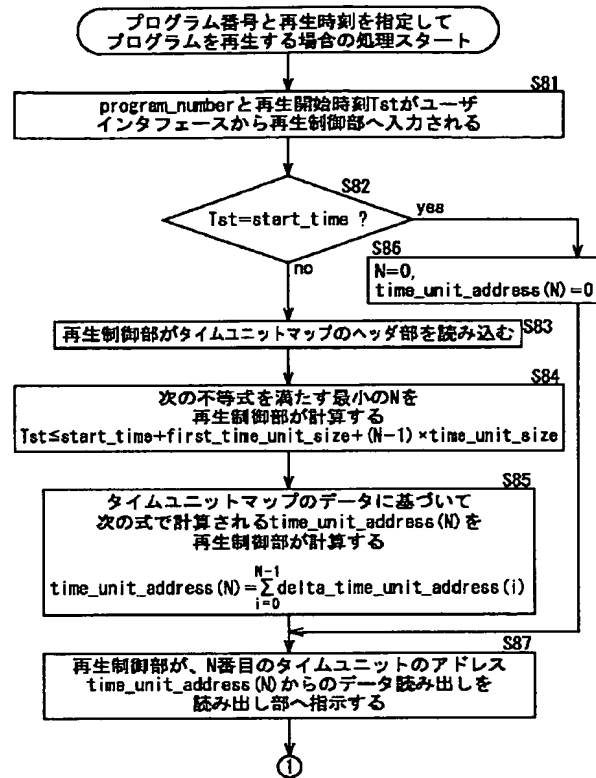 プログラム番号と再生時刻を指定して
プログラムを再生する場合の処理スタート
S81
program_numberと再生開始時刻Tstがユーザ
インタフェースから再生制御部へ入力される
S82
Tst=start_time ?
yes
no
S86
N=0,
time_unit_address(N)=0
再生制御部がタイムユニットマップのヘッダ部を読み込む
S83
S84
次の不等式を満たす最小のNを
再生制御部が計算する
Tst≤start_time+first_time_unit_size+(N-1)×time_unit_size
S85
タイムユニットマップのデータに基づいて
次の式で計算されるtime_unit_address(N)を
再生制御部が計算する
N-1
time_unit_address(N)=Σdelta_time_unit_address(i)
i=0
S87
再生制御部が、N番目のタイムユニットのアドレス
time_unit_address(N)からのデータ読み出しを
読み出し部へ指示する
1